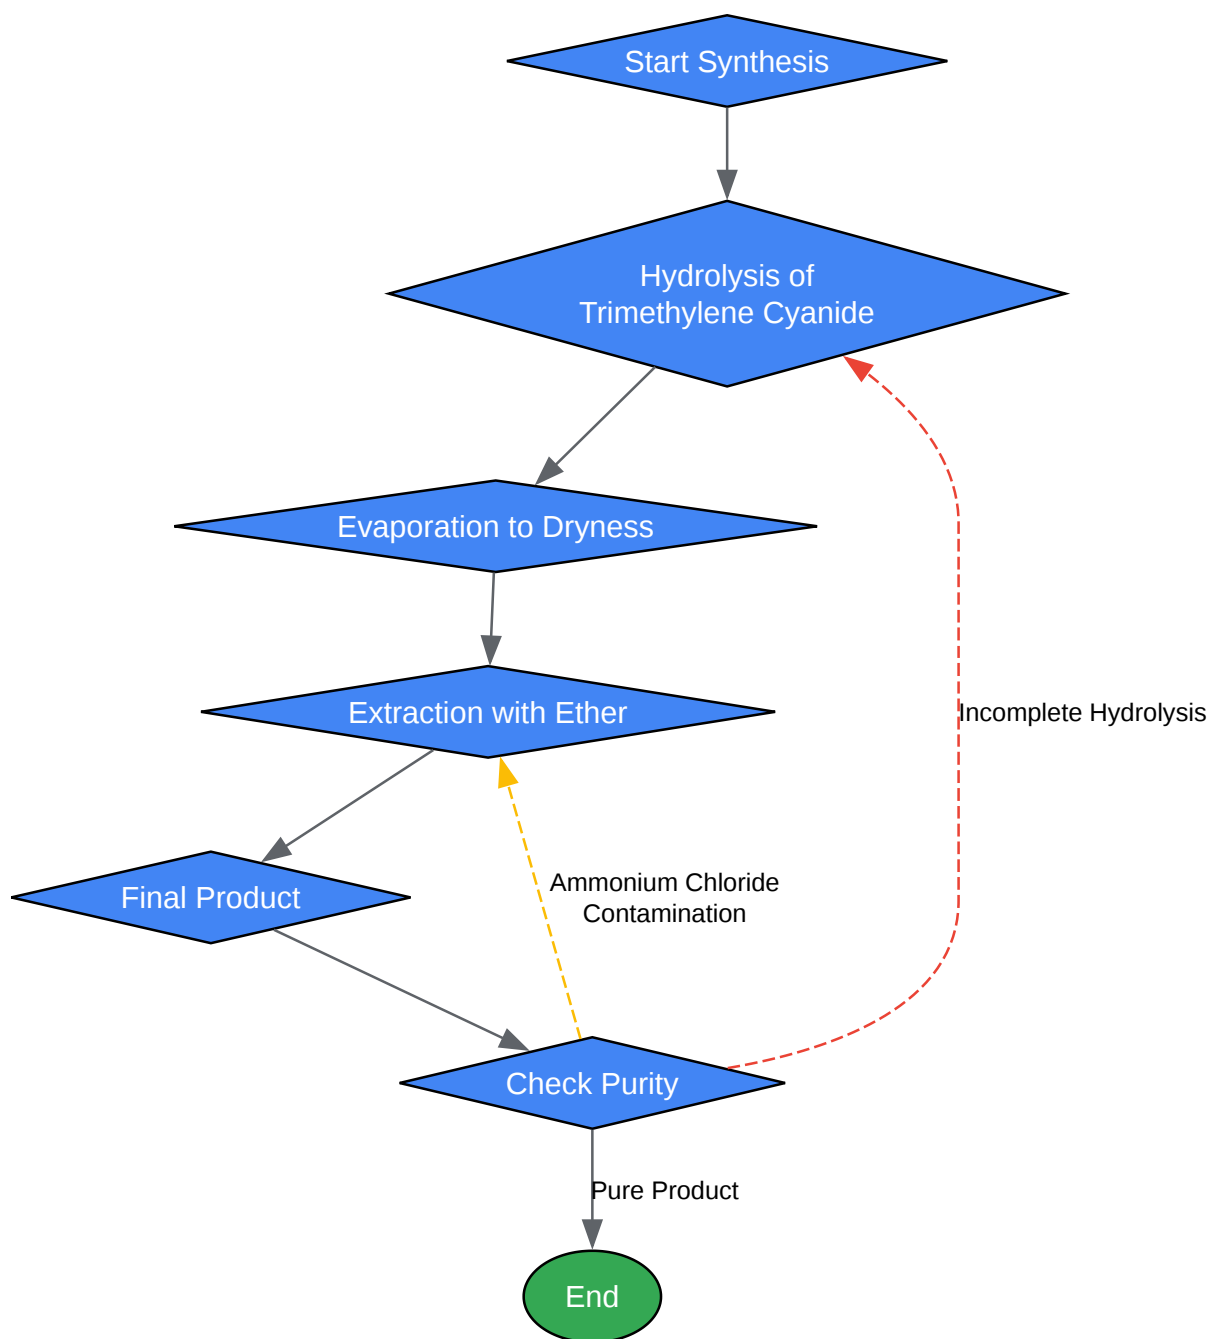 Start Synthesis
Hydrolysis of
Trimethylene Cyanide
Evaporation to Dryness
Extraction with Ether
Incomplete Hydrolysis
Ammonium Chloride
Contamination
Final Product
Check Purity
Pure Product
End